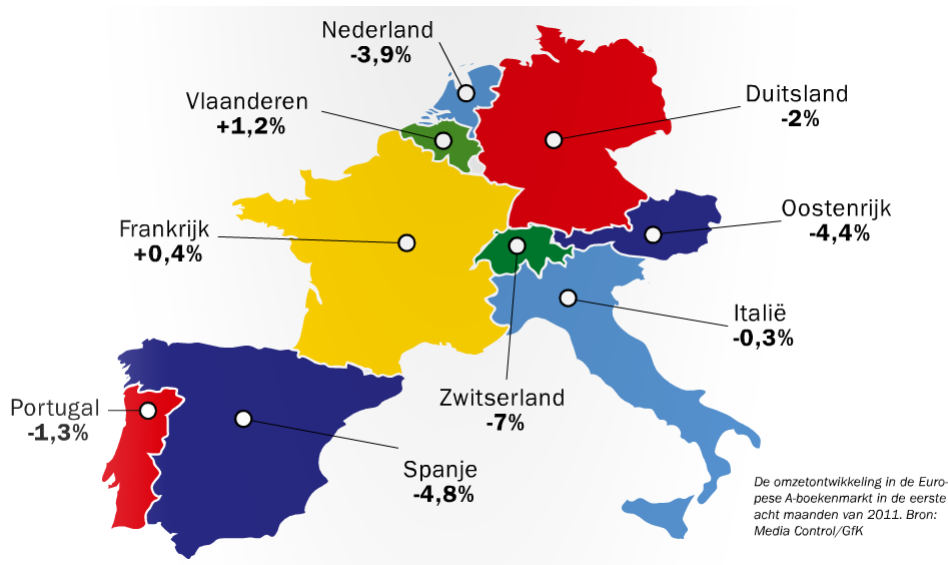 Nederland
-3,9%
Vlaanderen
+1,2%
Duitsland
-2%
Frankrijk
+0,4%
Oostenrijk
-4,4%
Italië
-0,3%
Zwitserland
-7%
Portugal
-1,3%
Spanje
-4,8%
De omzetontwikkeling in de Euro-
pese A-boekenmarkt in de eerste
acht maanden van 2011. Bron:
Media Control/GfK